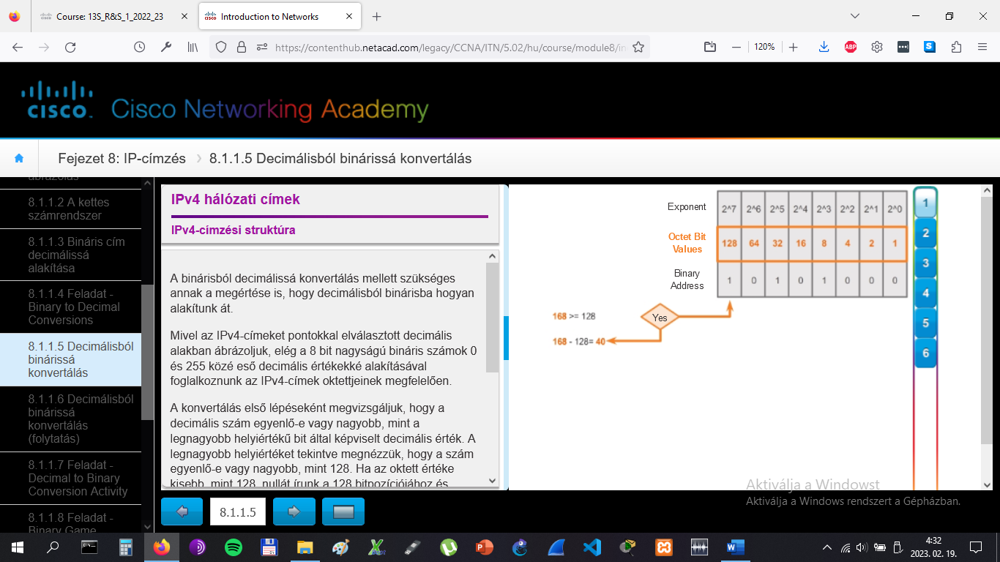 Course: 13S_R&S_1_2022_23
Introduction to Networks
https://contenthub.netacad.com/legacy/CCNA/ITN/5.02/hu/course/module8/in
120%
ABP
CISCO
Cisco Networking Academy
Fejezet 8: IP-címzés
8.1.1.5 Decimálisból binárissá konvertálás
ábrázolás
8.1.1.2 A kettes
számrendszer
8.1.1.3 Bináris cím
decimálissá
alakítása
8.1.1.4 Feladat -
Binary to Decimal
Conversions
8.1.1.5 Decimálisból
binárissá
konvertálás
8.1.1.6 Decimálisból
binárissá
konvertálás
(folytatás)
8.1.1.7 Feladat -
Decimal to Binary
Conversion Activity
8.1.1.8 Feladat -
Binary Game
IPv4 hálózati címek
IPv4-címzési struktúra
A binárisból decimálissá konvertálás mellett szükséges
annak a megértése is, hogy decimálisból binárisba hogyan
alakítunk át.
Mivel az IPv4-címeket pontokkal elválasztott decimális
alakban ábrázoljuk, elég a 8 bit nagyságú bináris számok 0
és 255 közé eső decimális értékekké alakításával
foglalkoznunk az IPv4-címek oktettjeinek megfelelően.
A konvertálás első lépéseként megvizsgáljuk, hogy a
decimális szám egyenlő-e vagy nagyobb, mint a
legnagyobb helyiértékű bit által képviselt decimális érték. A
legnagyobb helyiértéket tekintve megnézzük, hogy a szám
egyenlő-e vagy nagyobb, mint 128. Ha az oktett értéke
kisebb, mint 128, nullát írunk a 128 bitpozíciójához és
Exponent
2^7 2^6 2^5 2^4 2^3 2^2 2^1 2^0
Octet Bit
Values
128 64 32 16 8 4 2 1
Binary
Address
1 0 1 0 1 0 0 0
168 >= 128
Yes
168 - 128= 40
1
2
3
4
5
6
8.1.1.5
Aktiválja a Windowst
Aktiválja a Windows rendszert a Gépházban.
4:32
2023. 02. 19.